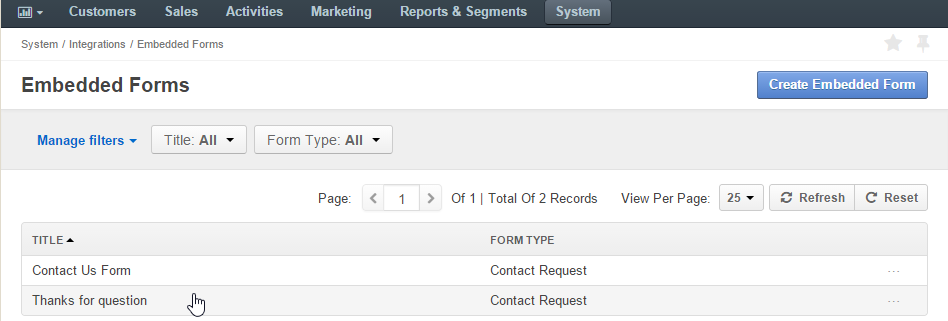 Customers Sales Activities Marketing Reports & Segments System
System / Integrations / Embedded Forms
Embedded Forms Create Embedded Form
Manage filters Title: All Form Type: All
Page: 1 Of 1 | Total Of 2 Records View Per Page: 25 Refresh Reset
TITLE FORM TYPE
Contact Us Form Contact Request ...
Thanks for question Contact Request ...